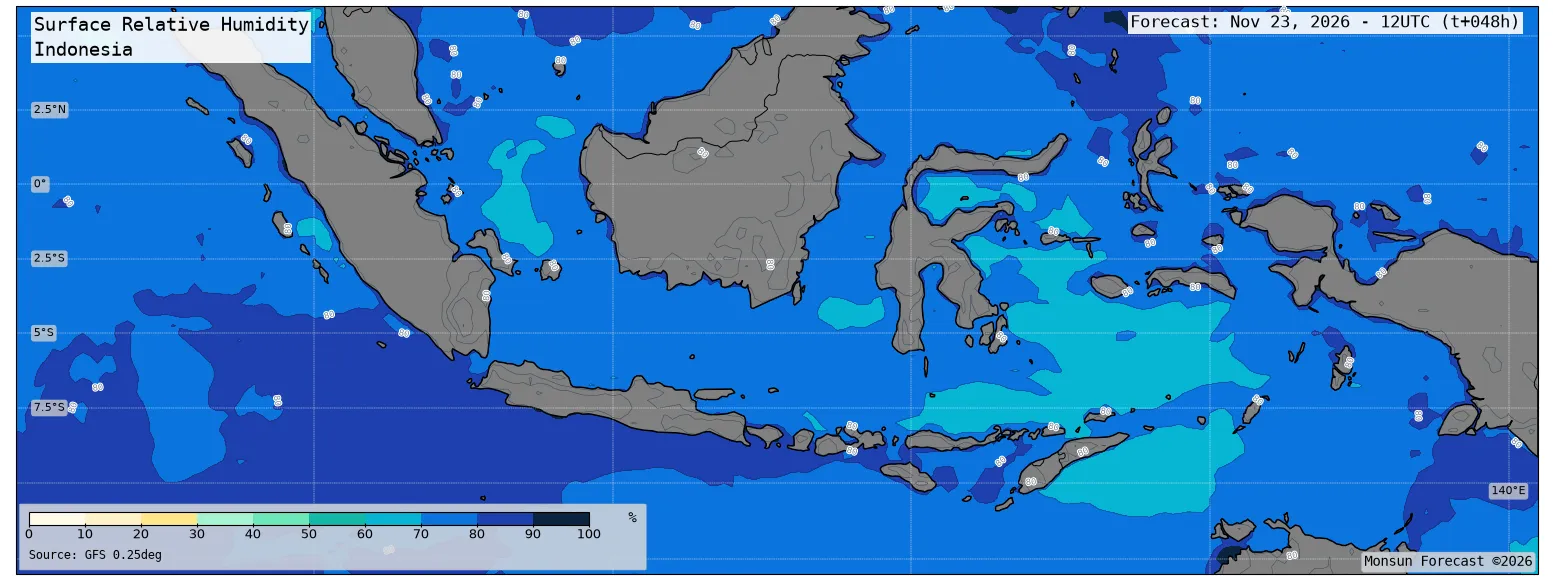 Surface Relative Humidity
Indonesia
Forecast: Nov 23, 2026 - 12UTC (t+048h)
2.5°N
0°
2.5°S
5°S
7.5°S
140°E
0 10 20 30 40 50 60 70 80 90 100 %
Source: GFS 0.25deg
Monsun Forecast ©2026